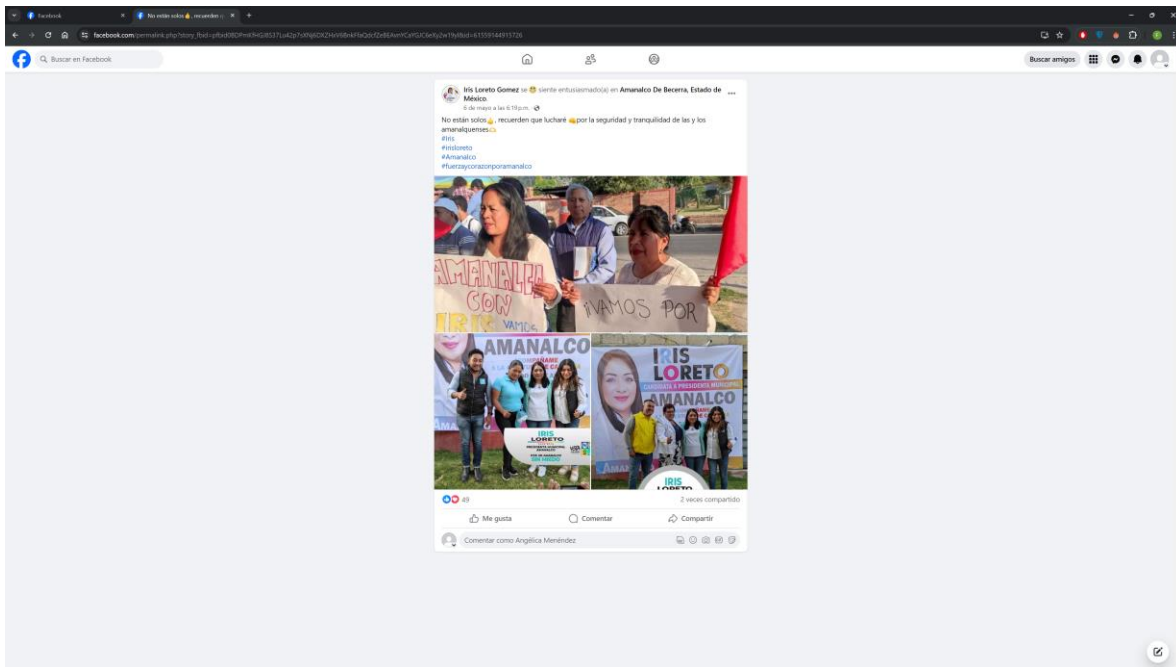 Facebook
No están solos
facebook.com
Buscar en Facebook
Buscar amigos
Iris Loreto Gomez se siente entusiasmado(a) en Amanalco De Becerra, Estado de
México.
6 de mayo a las 6:19 p.m.
No están solos, recuerden que lucharé por la seguridad y tranquilidad de las y los
amanalquenses
#Iris
#irisloreto
#Amanalco
#fuerzaycorazonporamanalco
AMANALCO
CON
IRIS VAMOS
¡¡VAMOS POR
AMANALCO
IRIS
LORETO
IRIS
LORETO
CANDIDATA A PRESIDENTA MUNICIPAL
AMANALCO
IRIS
LORETO
49
2 veces compartido
Me gusta
Comentar
Compartir
Comentar como Angélica Menéndez